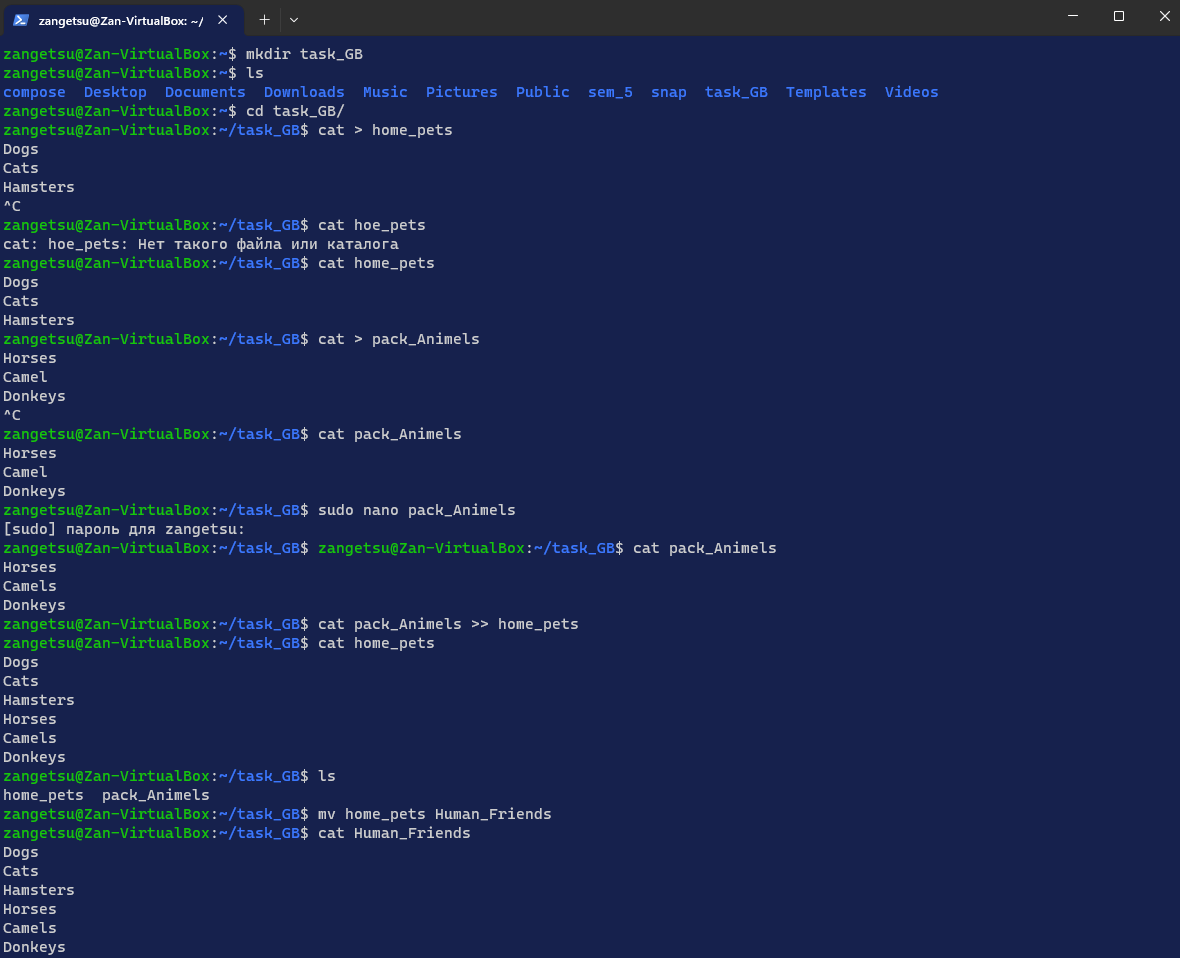 zangetsu@Zan-VirtualBox: ~/
zangetsu@Zan-VirtualBox:~$ mkdir task_GB
zangetsu@Zan-VirtualBox:~$ ls
compose  Desktop  Documents  Downloads  Music  Pictures  Public  sem_5  snap  task_GB  Templates  Videos
zangetsu@Zan-VirtualBox:~$ cd task_GB/
zangetsu@Zan-VirtualBox:~/task_GB$ cat > home_pets
Dogs
Cats
Hamsters
^C
zangetsu@Zan-VirtualBox:~/task_GB$ cat hoe_pets
cat: hoe_pets: Нет такого файла или каталога
zangetsu@Zan-VirtualBox:~/task_GB$ cat home_pets
Dogs
Cats
Hamsters
zangetsu@Zan-VirtualBox:~/task_GB$ cat > pack_Animels
Horses
Camel
Donkeys
^C
zangetsu@Zan-VirtualBox:~/task_GB$ cat pack_Animels
Horses
Camel
Donkeys
zangetsu@Zan-VirtualBox:~/task_GB$ sudo nano pack_Animels
[sudo] пароль для zangetsu:
zangetsu@Zan-VirtualBox:~/task_GB$ zangetsu@Zan-VirtualBox:~/task_GB$ cat pack_Animels
Horses
Camels
Donkeys
zangetsu@Zan-VirtualBox:~/task_GB$ cat pack_Animels >> home_pets
zangetsu@Zan-VirtualBox:~/task_GB$ cat home_pets
Dogs
Cats
Hamsters
Horses
Camels
Donkeys
zangetsu@Zan-VirtualBox:~/task_GB$ ls
home_pets  pack_Animels
zangetsu@Zan-VirtualBox:~/task_GB$ mv home_pets Human_Friends
zangetsu@Zan-VirtualBox:~/task_GB$ cat Human_Friends
Dogs
Cats
Hamsters
Horses
Camels
Donkeys